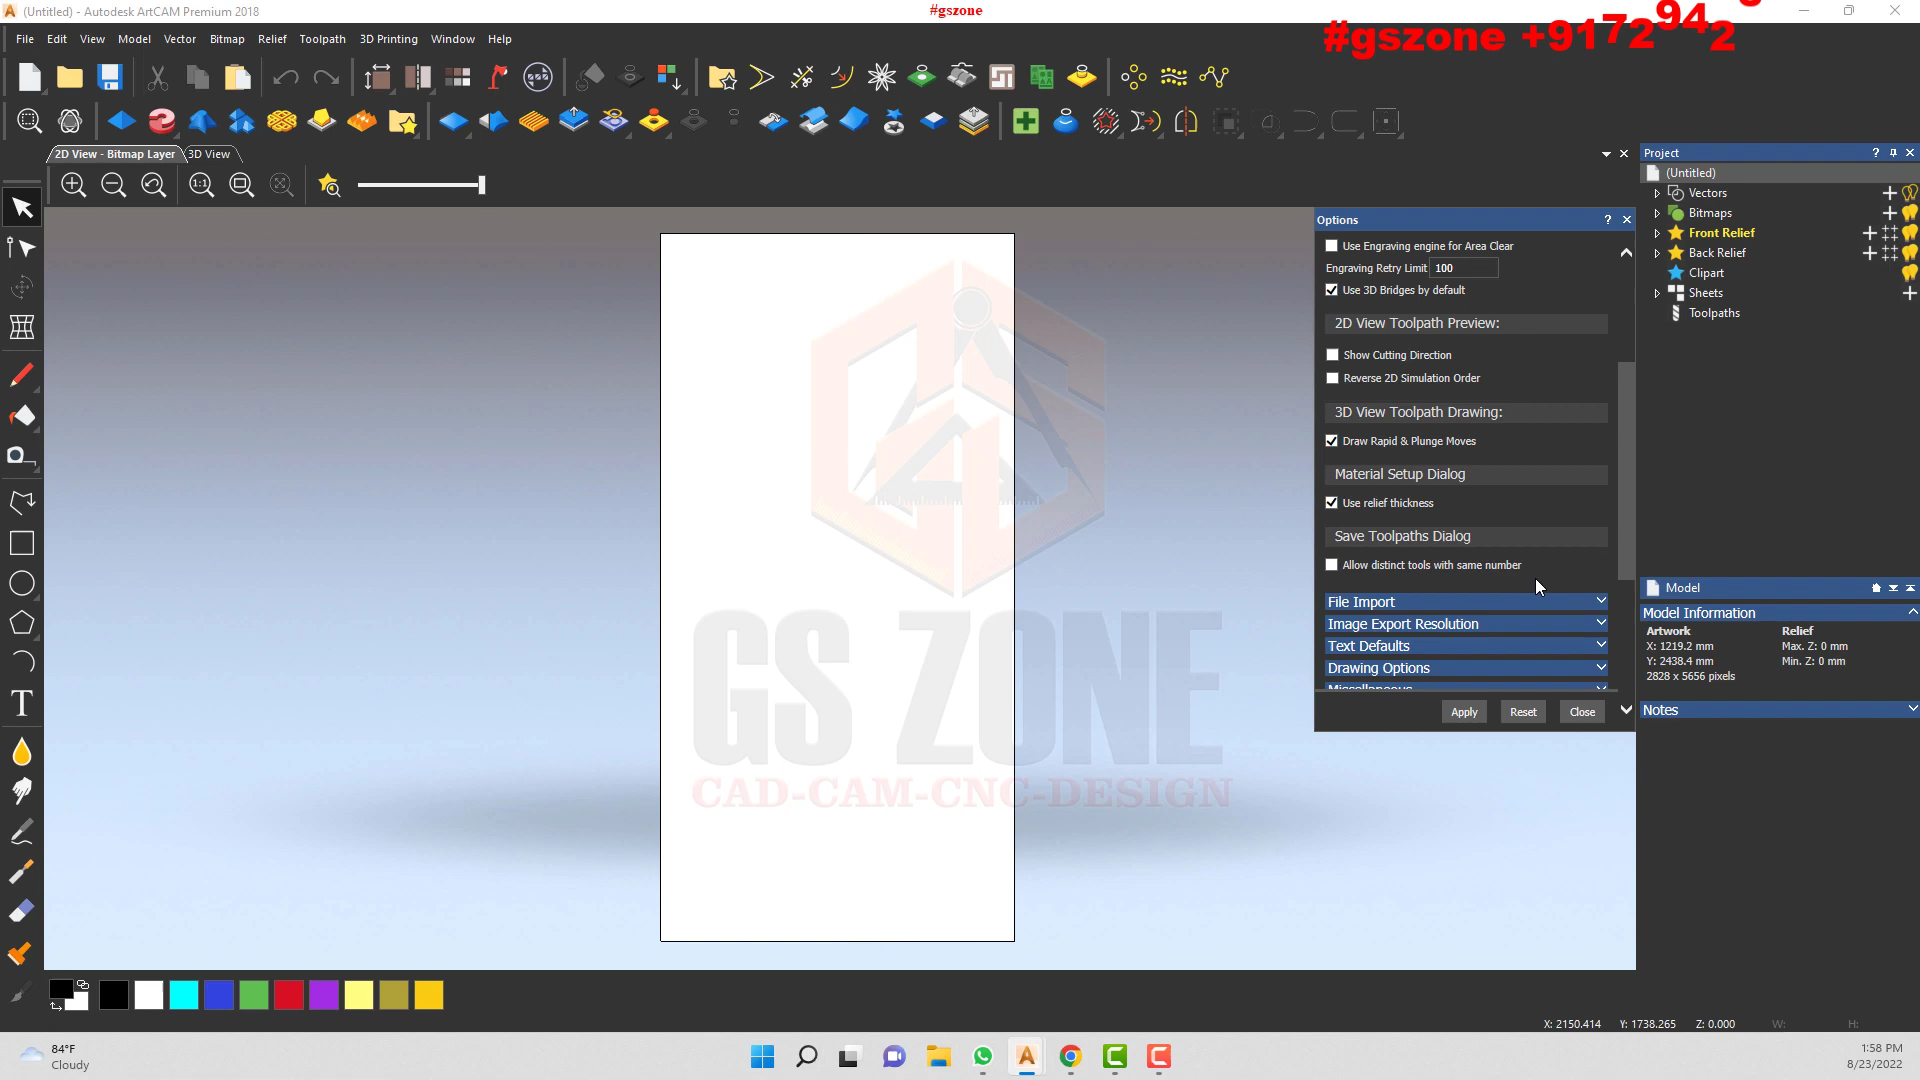 (Untitled) - Autodesk ArtCAM Premium 2018
#gszone
#gszone +9172942
File Edit View Model Vector Bitmap Relief Toolpath 3D Printing Window Help
2D View - Bitmap Layer 3D View
1:1
Project
(Untitled)
Vectors
Bitmaps
Front Relief
Back Relief
Clipart
Sheets
Toolpaths
Options
Use Engraving engine for Area Clear
Engraving Retry Limit 100
Use 3D Bridges by default
2D View Toolpath Preview:
Show Cutting Direction
Reverse 2D Simulation Order
3D View Toolpath Drawing:
Draw Rapid & Plunge Moves
Material Setup Dialog
Use relief thickness
Save Toolpaths Dialog
Allow distinct tools with same number
File Import
Image Export Resolution
Text Defaults
Drawing Options
Miscellaneous
Apply Reset Close
Model
Model Information
Artwork Relief
X: 1219.2 mm Max. Z: 0 mm
Y: 2438.4 mm Min. Z: 0 mm
2828 x 5656 pixels
Notes
GS ZONE
CAD-CAM-CNC-DESIGN
X: 2150.414 Y: 1738.265 Z: 0.000 W: H:
84°F
Cloudy
1:58 PM
8/23/2022